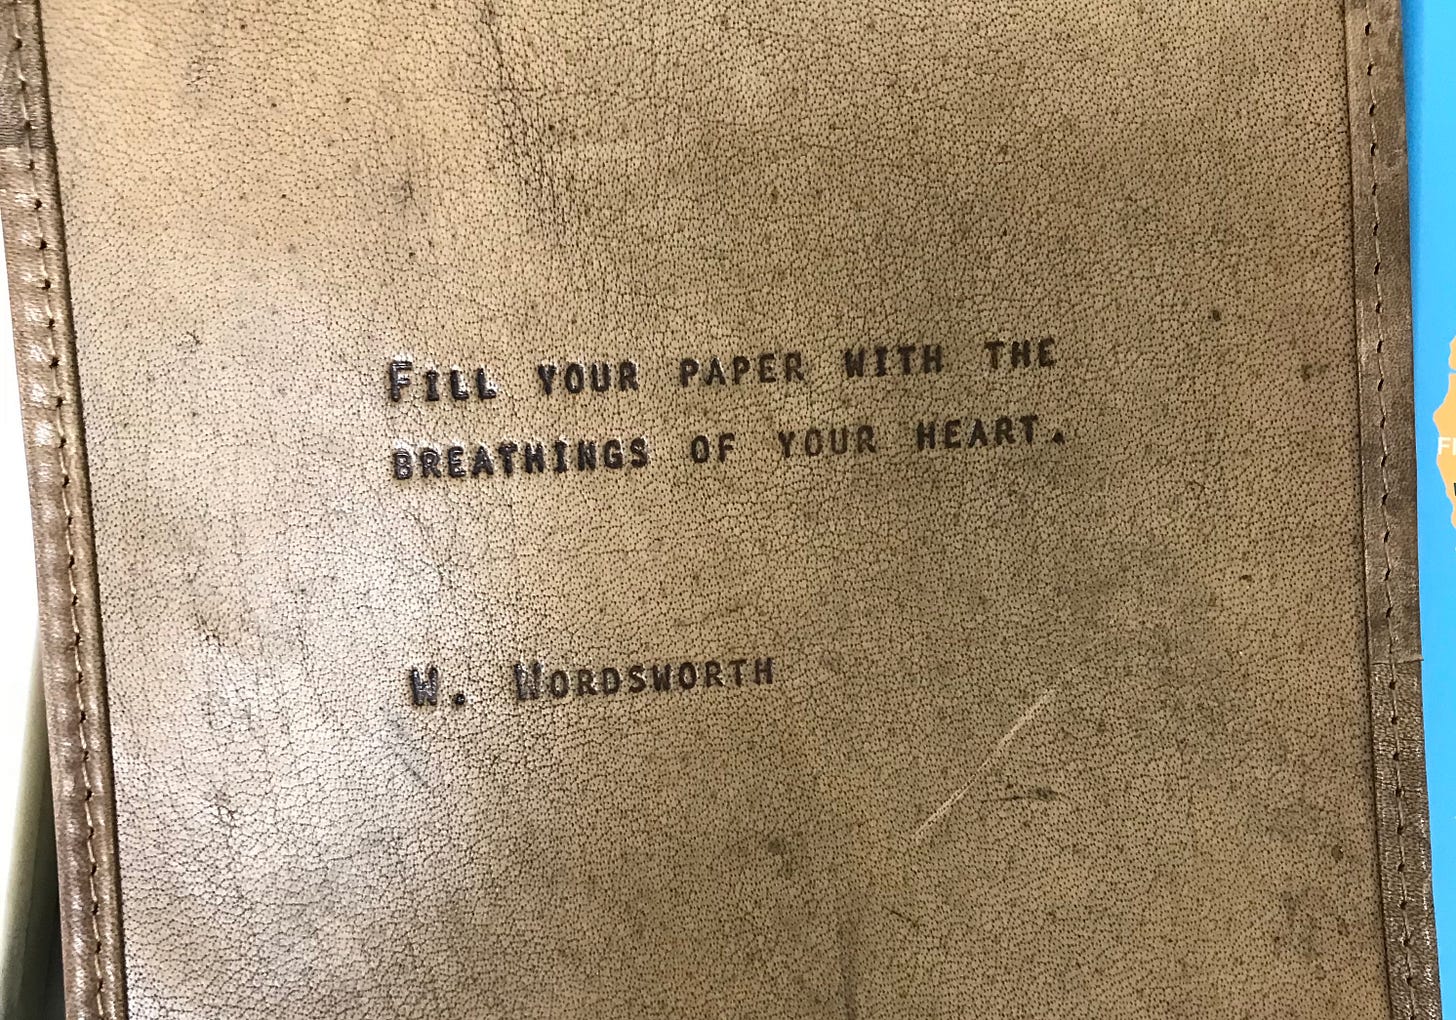 Fill your paper with the
breathings of your heart.
W. Wordsworth